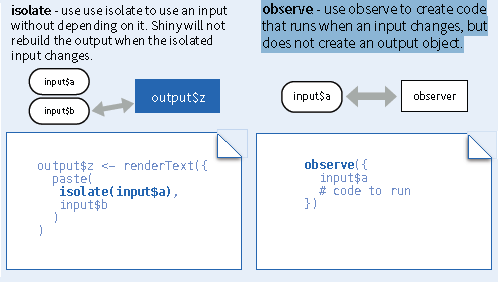 isolate - use use isolate to use an input
without depending on it. Shiny will not
rebuild the output when the isolated
input changes.
input$a
input$b
output$z
output$z <- renderText({
paste(
isolate(input$a),
input$b
)
)
observe - use observe to create code
that runs when an input changes, but
does not create an output object.
input$a
observer
observe({
input$a
# code to run
})